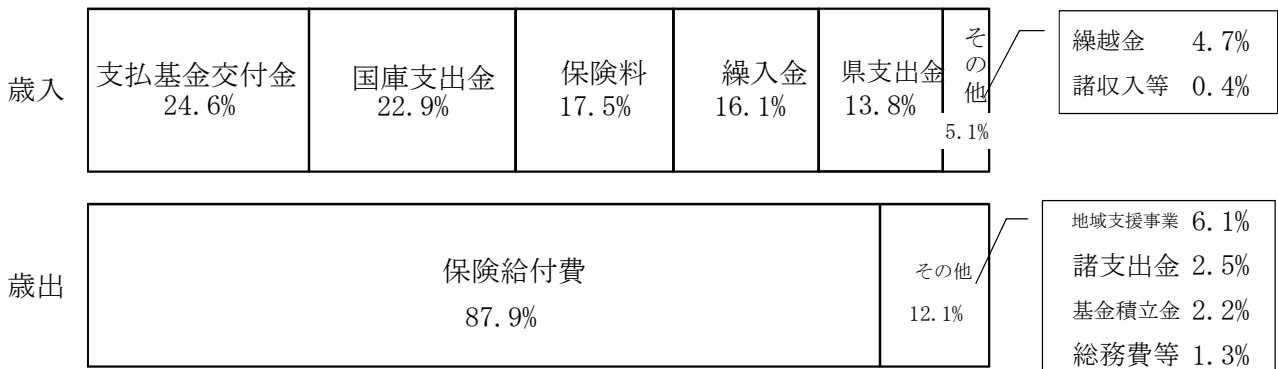 歳入
支払基金交付金
24.6%
国庫支出金
22.9%
保険料
17.5%
繰入金
16.1%
県支出金
13.8%
その他
5.1%
繰越金 4.7%
諸収入等 0.4%
歳出
保険給付費
87.9%
その他
12.1%
地域支援事業 6.1%
諸支出金 2.5%
基金積立金 2.2%
総務費等 1.3%